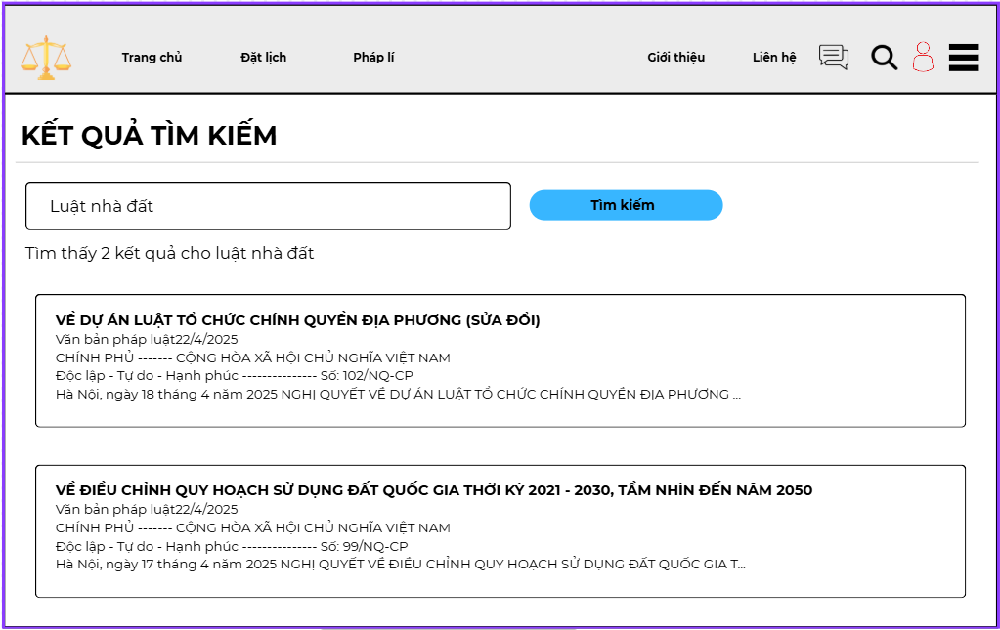 Trang chủ Đặt lịch Pháp lí Giới thiệu Liên hệ
KẾT QUẢ TÌM KIẾM
Luật nhà đất Tìm kiếm
Tìm thấy 2 kết quả cho luật nhà đất
VỀ DỰ ÁN LUẬT TỔ CHỨC CHÍNH QUYỀN ĐỊA PHƯƠNG (SỬA ĐỔI)
Văn bản pháp luật22/4/2025
CHÍNH PHỦ ------- CỘNG HÒA XÃ HỘI CHỦ NGHĨA VIỆT NAM
Độc lập - Tự do - Hạnh phúc --------------- Số: 102/NQ-CP
Hà Nội, ngày 18 tháng 4 năm 2025 NGHỊ QUYẾT VỀ DỰ ÁN LUẬT TỔ CHỨC CHÍNH QUYỀN ĐỊA PHƯƠNG ...
VỀ ĐIỀU CHỈNH QUY HOẠCH SỬ DỤNG ĐẤT QUỐC GIA THỜI KỲ 2021 - 2030, TẦM NHÌN ĐẾN NĂM 2050
Văn bản pháp luật22/4/2025
CHÍNH PHỦ ------- CỘNG HÒA XÃ HỘI CHỦ NGHĨA VIỆT NAM
Độc lập - Tự do - Hạnh phúc --------------- Số: 99/NQ-CP
Hà Nội, ngày 17 tháng 4 năm 2025 NGHỊ QUYẾT VỀ ĐIỀU CHỈNH QUY HOẠCH SỬ DỤNG ĐẤT QUỐC GIA T...